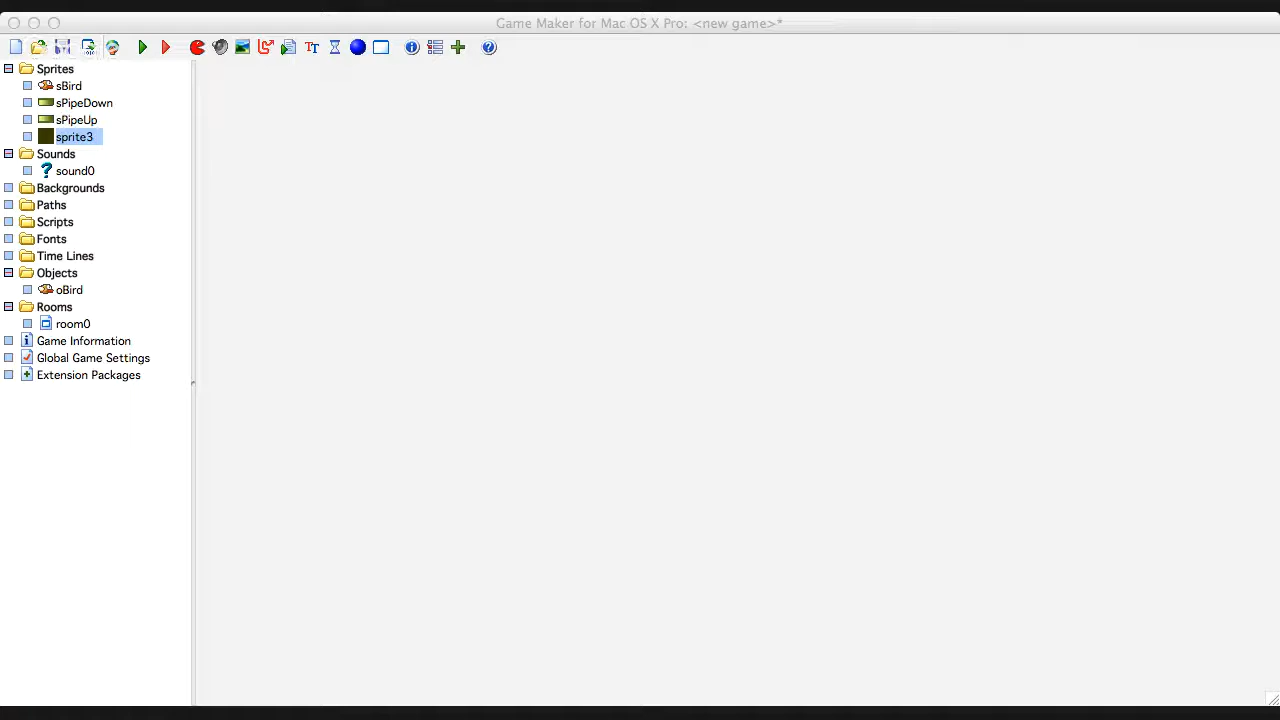 Game Maker for Mac OS X Pro: <new game>*
Sprites
sBird
sPipeDown
sPipeUp
sprite3
Sounds
sound0
Backgrounds
Paths
Scripts
Fonts
Time Lines
Objects
oBird
Rooms
room0
Game Information
Global Game Settings
Extension Packages